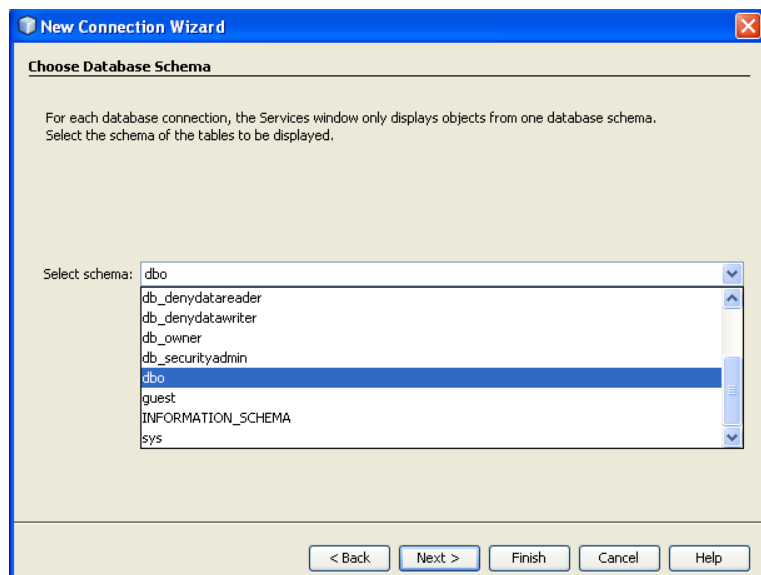 New Connection Wizard
Choose Database Schema
For each database connection, the Services window only displays objects from one database schema.
Select the schema of the tables to be displayed.
Select schema: dbo
db_denydatareader
db_denydatawriter
db_owner
db_securityadmin
dbo
guest
INFORMATION_SCHEMA
sys
< Back Next > Finish Cancel Help